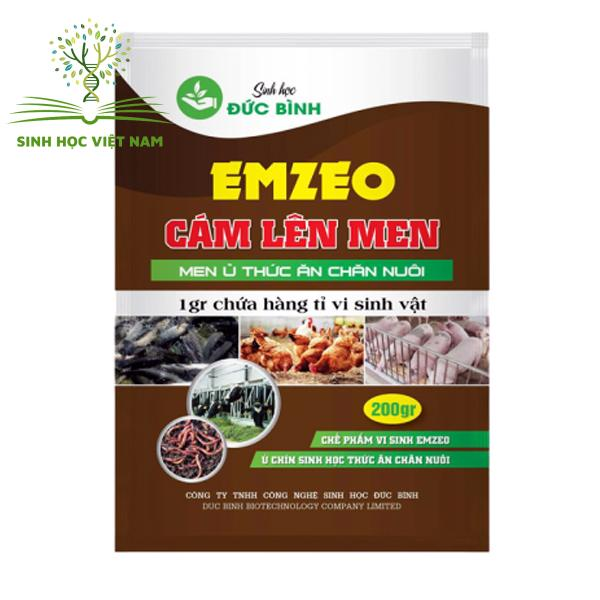 SINH HỌC VIỆT NAM
Sinh học
ĐỨC BÌNH
EMZEO
CÁM LÊN MEN
MEN Ủ THỨC ĂN CHĂN NUÔI
1gr chứa hàng tỉ vi sinh vật
200gr
CHẾ PHẨM VI SINH EMZEO
Ủ CHÍN SINH HỌC THỨC ĂN CHĂN NUÔI
CÔNG TY TNHH CÔNG NGHỆ SINH HỌC ĐỨC BÌNH
DUC BINH BIOTECHNOLOGY COMPANY LIMITED